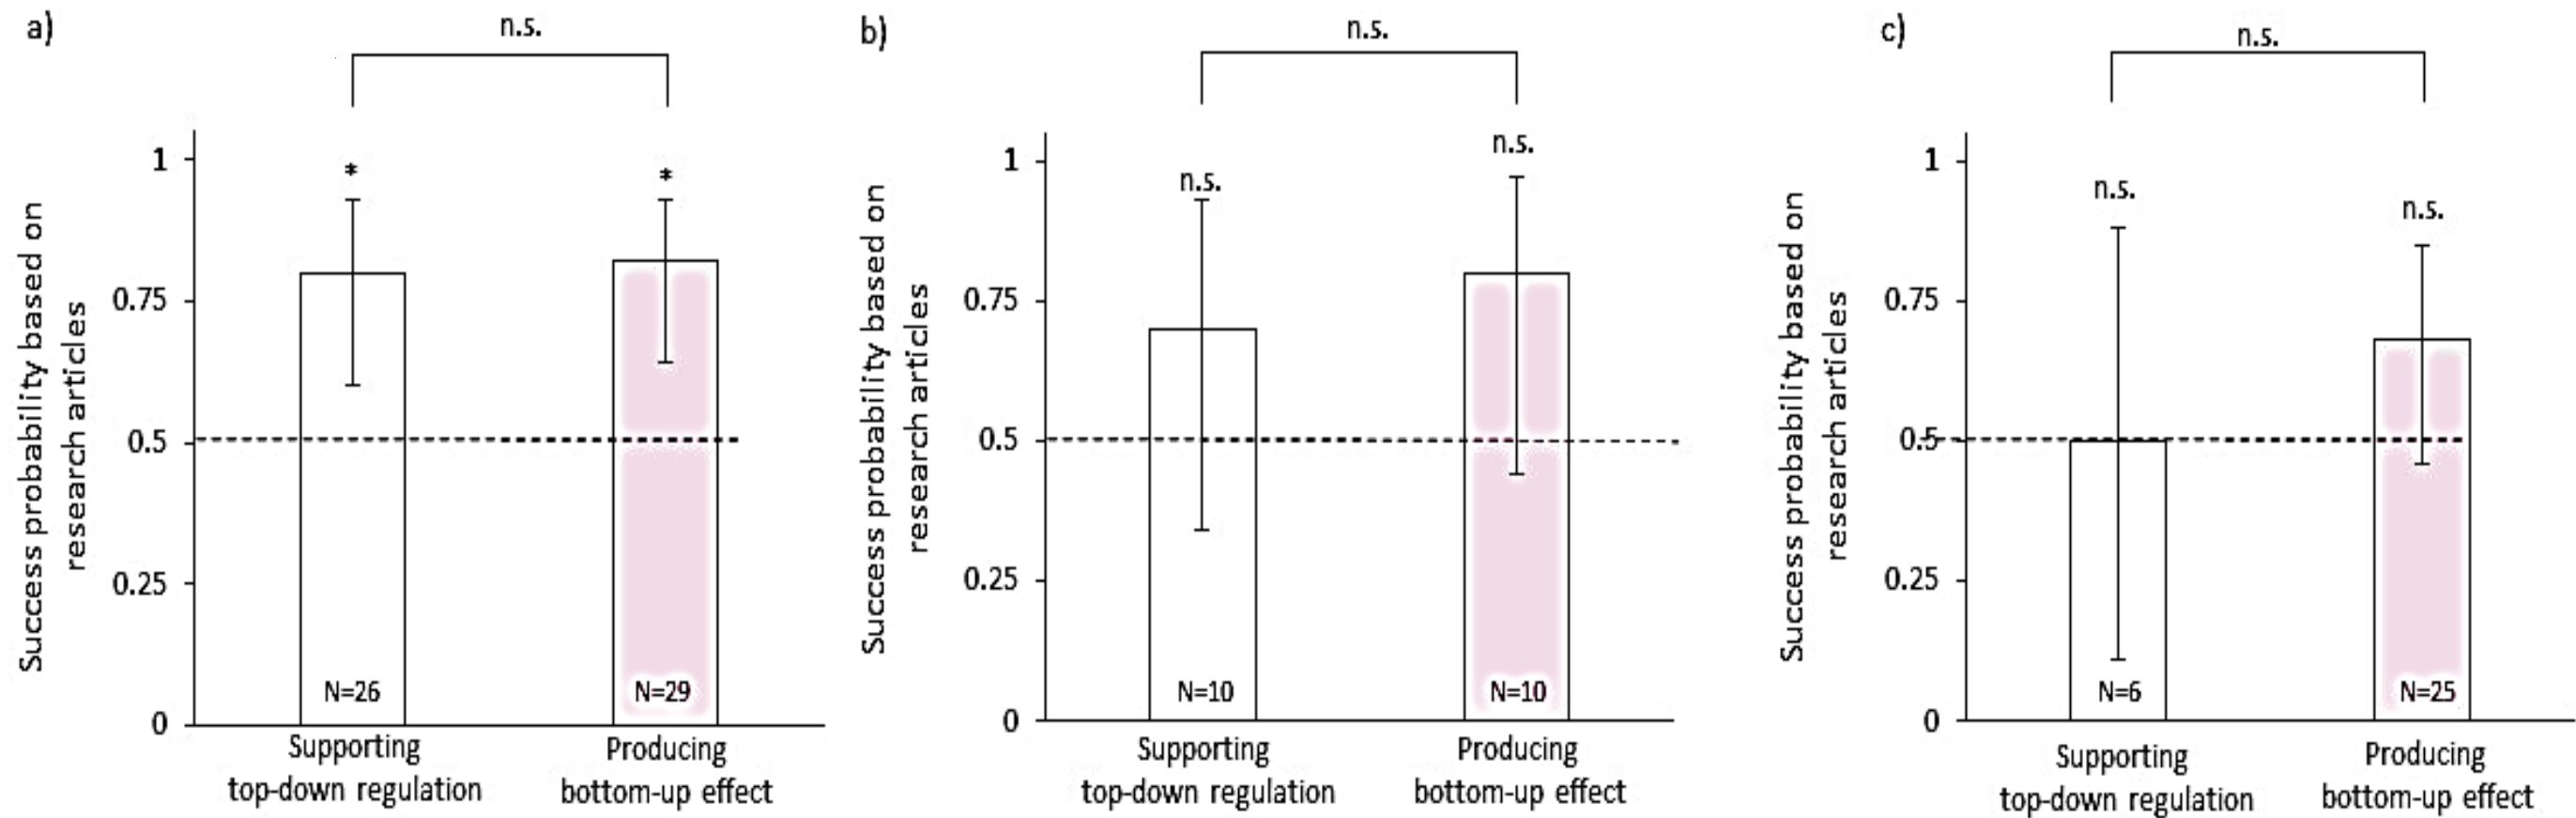 a)
n.s.
Success probability based on
research articles
1
0.75
0.5
0.25
0
*
*
N=26
N=29
Supporting
top-down regulation
Producing
bottom-up effect
b)
n.s.
Success probability based on
research articles
1
0.75
0.5
0.25
0
n.s.
n.s.
N=10
N=10
Supporting
top-down regulation
Producing
bottom-up effect
c)
n.s.
Success probability based on
research articles
1
0.75
0.5
0.25
0
n.s.
n.s.
N=6
N=25
Supporting
top-down regulation
Producing
bottom-up effect